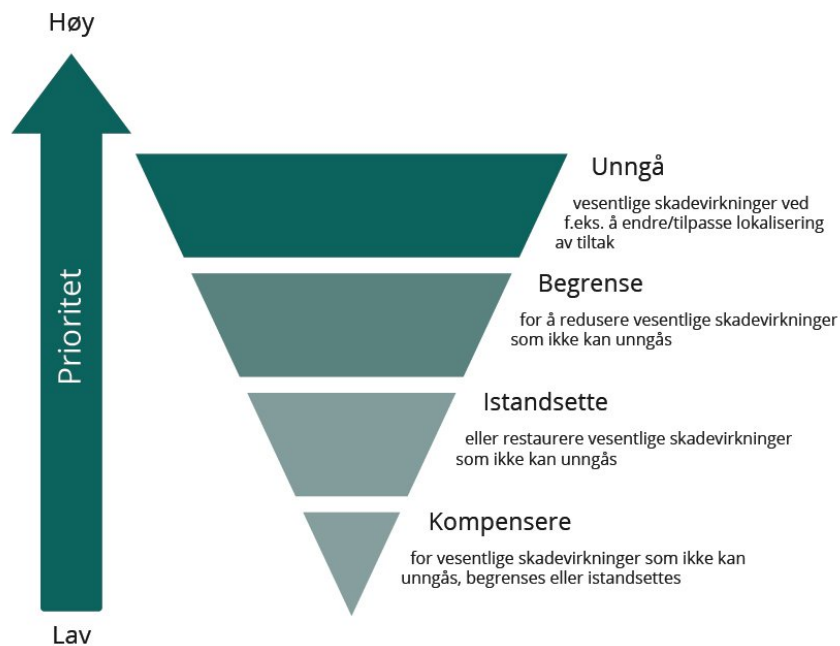 Høy
Prioritet
Unngå
vesentlige skadevirkninger ved
f.eks. å endre/tilpasse lokalisering
av tiltak
Begrense
for å redusere vesentlige skadevirkninger
som ikke kan unngås
Istandsette
eller restaurere vesentlige skadevirkninger
som ikke kan unngås
Kompensere
for vesentlige skadevirkninger som ikke kan
unngås, begrenses eller istandsettes
Lav